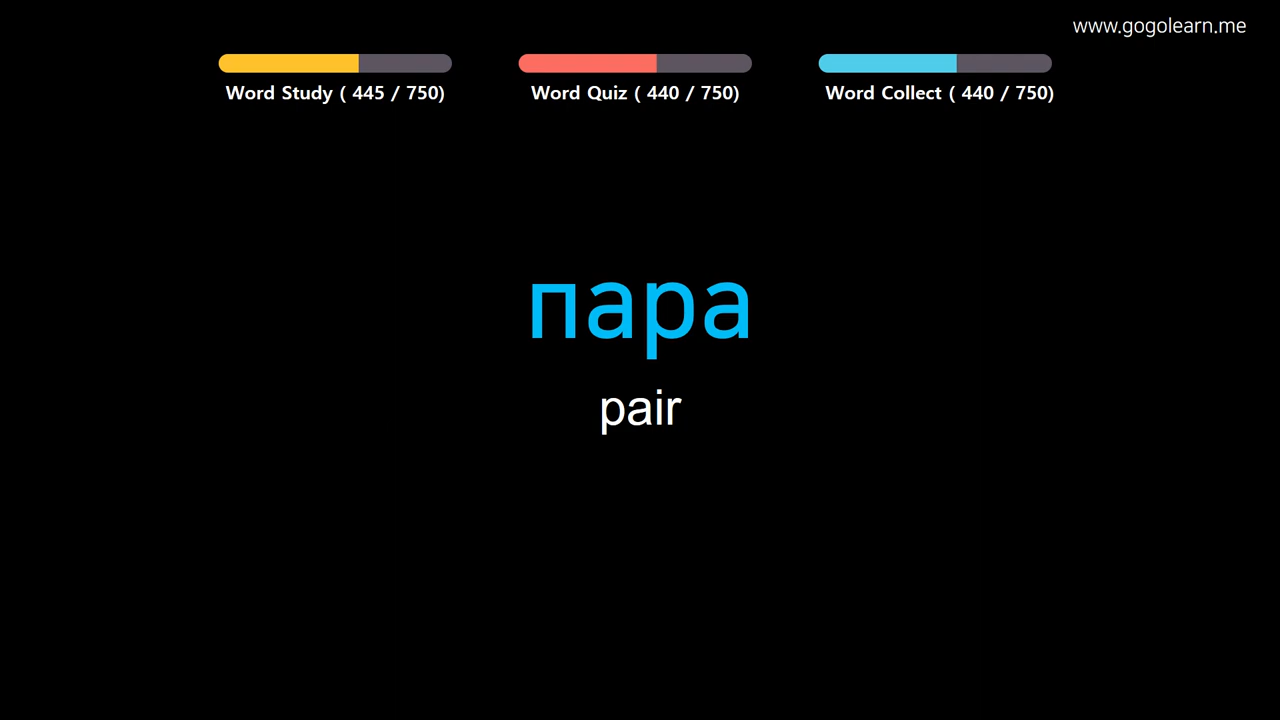 www.gogolearn.me
Word Study ( 445 / 750)
Word Quiz ( 440 / 750)
Word Collect ( 440 / 750)
пара
pair